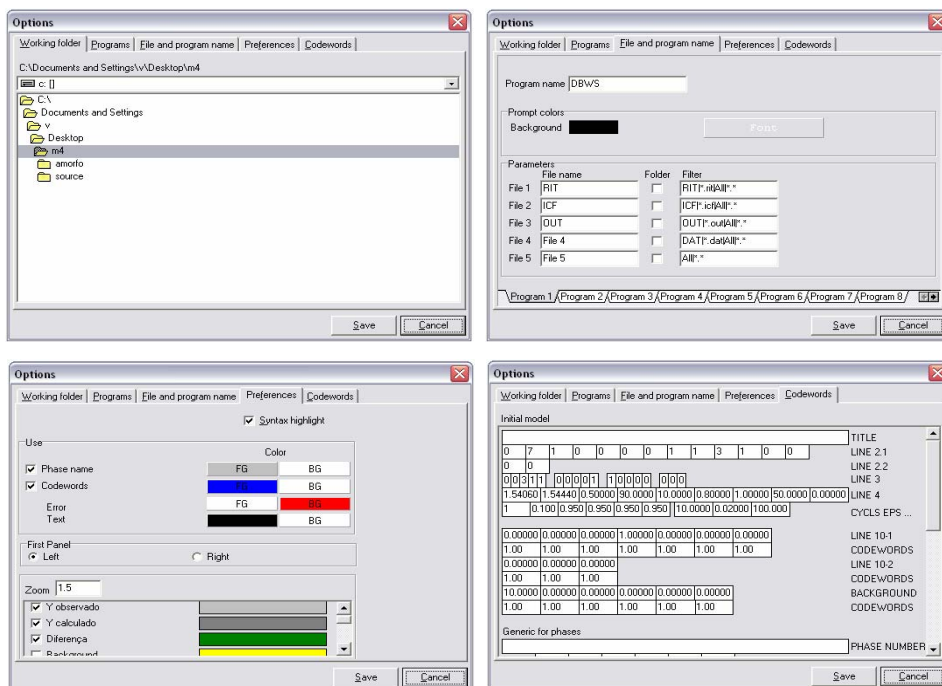 Options
Working folder Programs File and program name Preferences Codewords
C:\Documents and Settings\v\Desktop\m4
c: []
C:\
Documents and Settings
v
Desktop
m4
amorfo
source
Save Cancel
Options
Working folder Programs File and program name Preferences Codewords
Program name DBWS
Prompt colors
Background Font
Parameters
File name Folder Filter
File 1 RIT RIT|*.rit|All|*.*
File 2 ICF ICF|*.icf|All|*.*
File 3 OUT OUT|*.out|All|*.*
File 4 File 4 DAT|*.dat|All|*.*
File 5 File 5 All|*.*
Program 1 Program 2 Program 3 Program 4 Program 5 Program 6 Program 7 Program 8
Save Cancel
Options
Working folder Programs File and program name Preferences Codewords
Syntax highlight
Use
Color
Phase name FG BG
Codewords FG BG
Error FG BG
Text BG
First Panel
Left Right
Zoom 1.5
Y observado
Y calculado
Diferença
Background
Save Cancel
Options
Working folder Programs File and program name Preferences Codewords
Initial model
TITLE
0 7 1 0 0 0 1 1 3 1 0 0 LINE 2.1
0 0 LINE 2.2
0 0 3 1 1 0 0 0 0 1 1 0 0 0 0 0 0 0 LINE 3
1.54060 1.54440 0.50000 90.0000 10.0000 0.80000 1.00000 50.0000 0.00000 LINE 4
1 0.100 0.950 0.950 0.950 0.950 10.0000 0.02000 100.000 CYCLS EPS ...
0.00000 0.00000 0.00000 1.00000 0.00000 0.00000 0.00000 LINE 10-1
1.00 1.00 1.00 1.00 1.00 1.00 1.00 CODEWORDS
0.00000 0.00000 0.00000 LINE 10-2
1.00 1.00 1.00 CODEWORDS
10.0000 0.00000 0.00000 0.00000 0.00000 0.00000 BACKGROUND
1.00 1.00 1.00 1.00 1.00 1.00 CODEWORDS
Generic for phases
PHASE NUMBER
Save Cancel